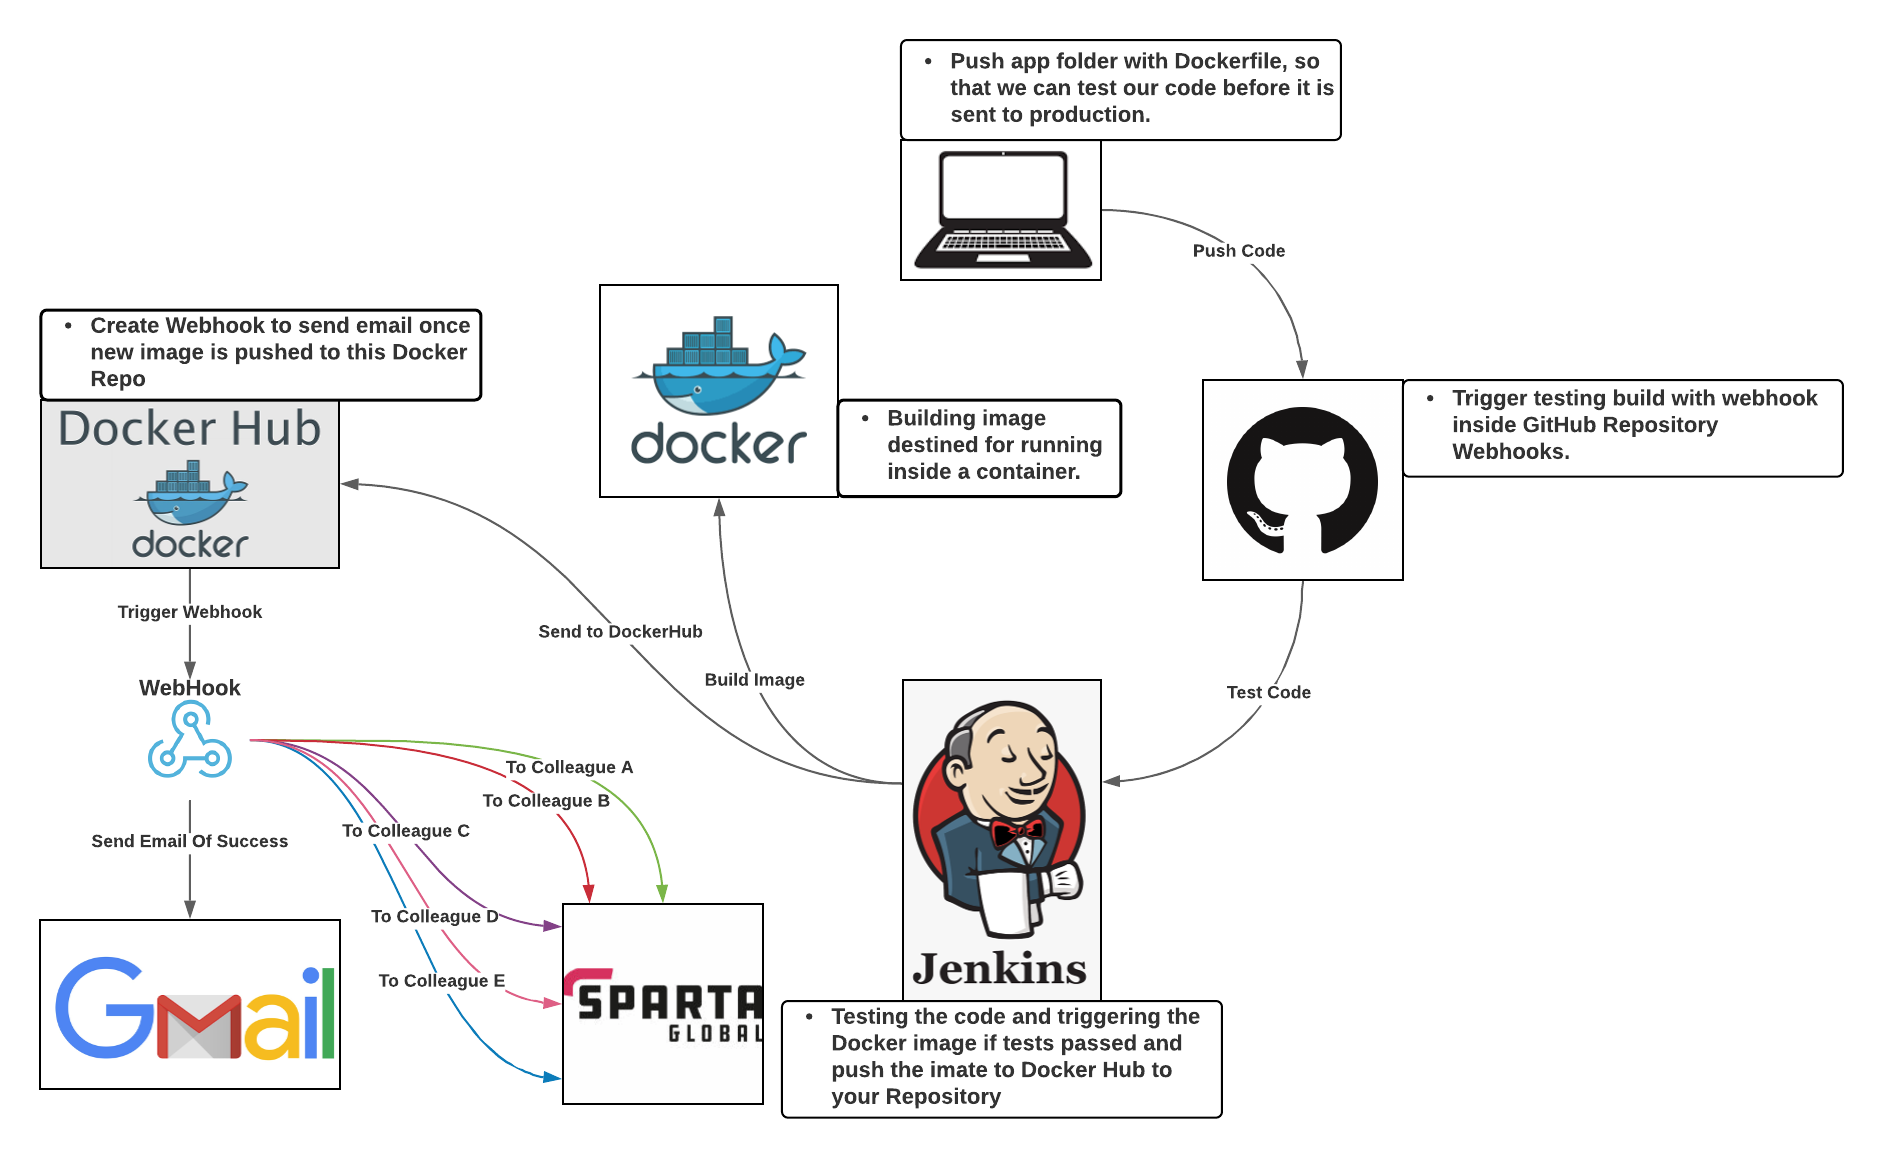 • Push app folder with Dockerfile, so
that we can test our code before it is
sent to production.
Push Code
• Create Webhook to send email once
new image is pushed to this Docker
Repo
Docker Hub
docker
docker
• Building image
destined for running
inside a container.
• Trigger testing build with webhook
inside GitHub Repository
Webhooks.
Trigger Webhook
Send to DockerHub
Build Image
Test Code
WebHook
To Colleague A
To Colleague B
To Colleague C
Send Email Of Success
To Colleague D
To Colleague E
Gmail
SPARTA
GLOBAL
Jenkins
• Testing the code and triggering the
Docker image if tests passed and
push the imate to Docker Hub to
your Repository